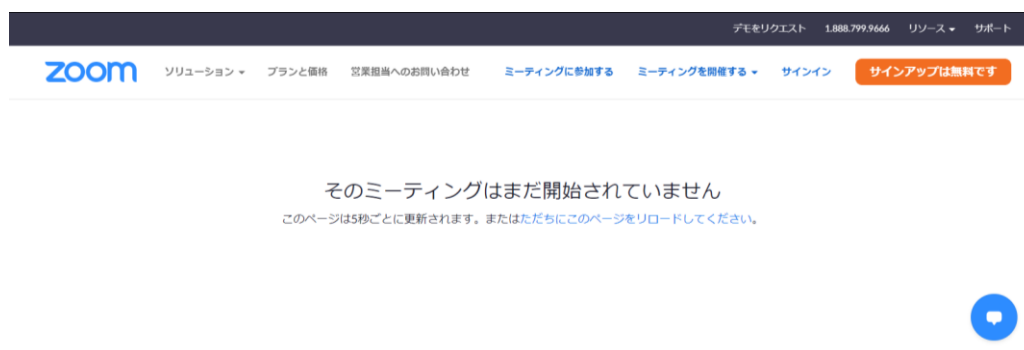 デモをリクエスト 1.888.799.9666 リソース サポート
zoom ソリューション プランと価格 営業担当へのお問い合わせ ミーティングに参加する ミーティングを開催する サインイン サインアップは無料です
そのミーティングはまだ開始されていません
このページは5秒ごとに更新されます。またはただちにこのページをリロードしてください。